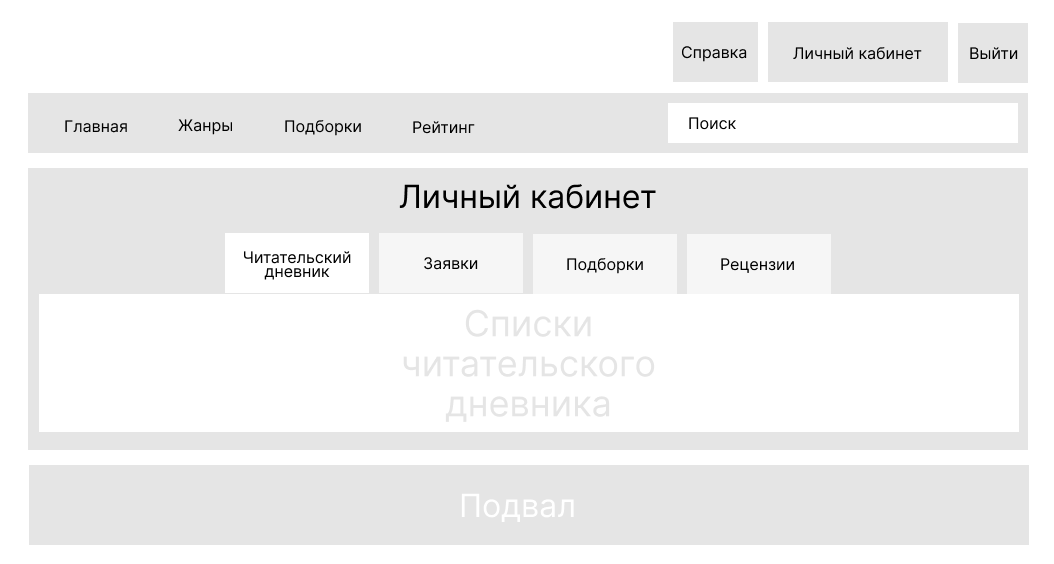 Справка
Личный кабинет
Выйти
Главная
Жанры
Подборки
Рейтинг
Поиск
Личный кабинет
Читательский
дневник
Заявки
Подборки
Рецензии
Списки
читательского
дневника
Подвал